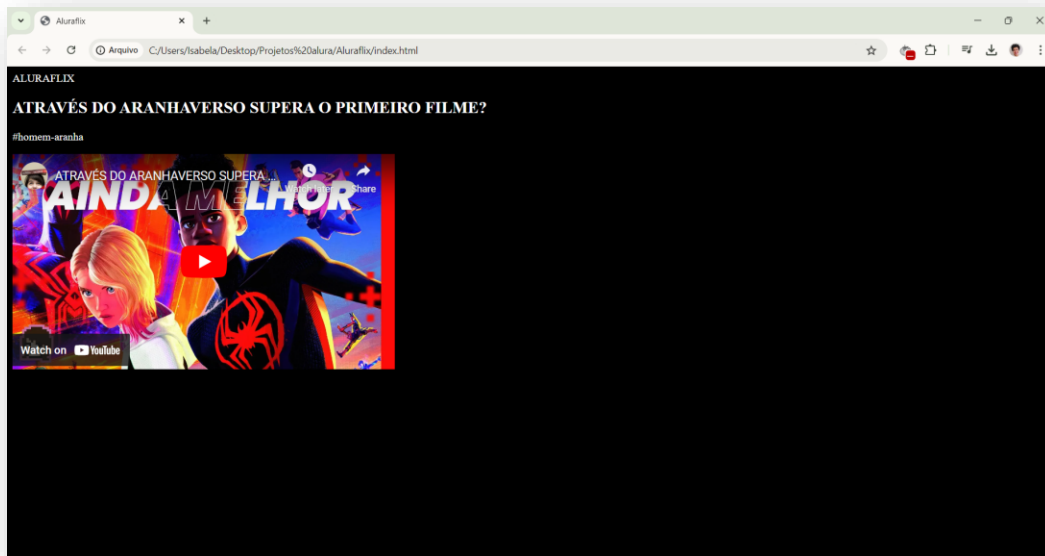 Aluraflix
Arquivo
C:/Users/Isabela/Desktop/Projetos%20alura/Aluraflix/index.html
ALURAFLIX
ATRAVÉS DO ARANHAVERSO SUPERA O PRIMEIRO FILME?
#homem-aranha
ATRAVÉS DO ARANHAVERSO SUPERA ...
Watch later
Share
AINDA MELHOR
Watch on YouTube